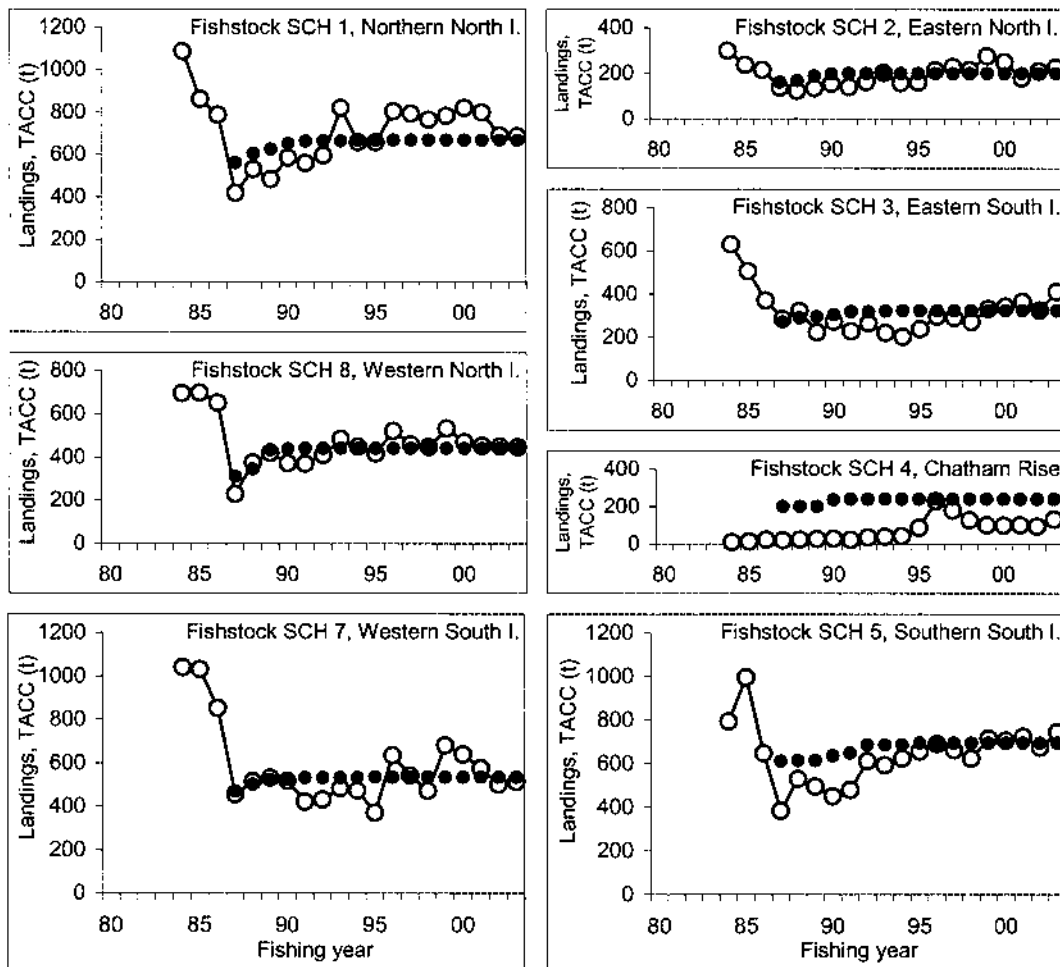 Fishstock SCH 1, Northern North I.
Landings, TACC (t)
1200
1000
800
600
400
200
0
80 85 90 95 00
Fishstock SCH 2, Eastern North I.
Landings,
TACC (t)
400
200
0
80 85 90 95 00
Fishstock SCH 3, Eastern South I.
Landings, TACC (t)
800
600
400
200
0
80 85 90 95 00
Fishstock SCH 8, Western North I.
Landings, TACC (t)
800
600
400
200
0
80 85 90 95 00
Fishstock SCH 4, Chatham Rise
Landings,
TACC (t)
400
200
0
80 85 90 95 00
Fishstock SCH 7, Western South I.
Landings, TACC (t)
1200
1000
800
600
400
200
0
80 85 90 95 00
Fishing year
Fishstock SCH 5, Southern South I.
Landings, TACC (t)
1200
1000
800
600
400
200
0
80 85 90 95 00
Fishing year